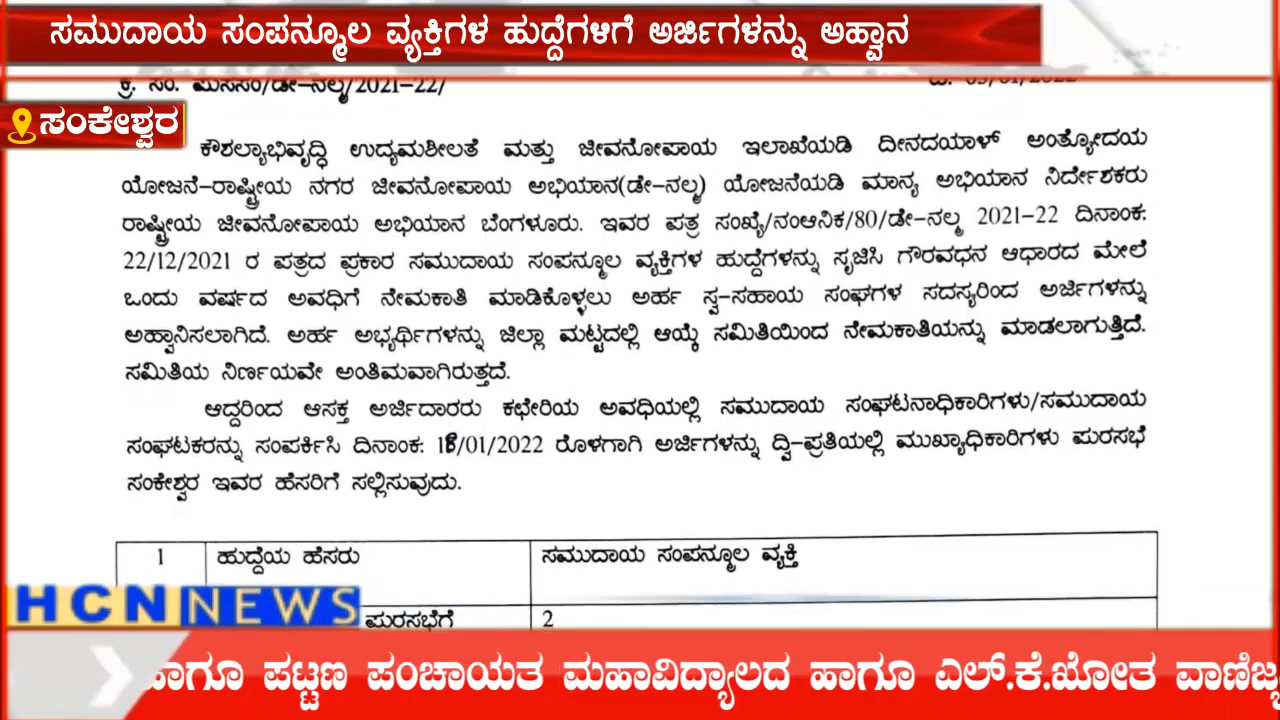 ಸಮುದಾಯ ಸಂಪನ್ಮೂಲ ವ್ಯಕ್ತಿಗಳ ಹುದ್ದೆಗಳಿಗೆ ಅರ್ಜಿಗಳನ್ನು ಅಹ್ವಾನ
ಕ್ರ. ಸಂ. ಪುಸಸಂ/ಡೇ-ನಲ್ಮ/2021-22/
ಸಂಕೇಶ್ವರ
ಕೌಶಲ್ಯಾಭಿವೃದ್ಧಿ ಉದ್ಯಮಶೀಲತೆ ಮತ್ತು ಜೀವನೋಪಾಯ ಇಲಾಖೆಯಡಿ ದೀನದಯಾಳ್ ಅಂತ್ಯೋದಯ
ಯೋಜನೆ-ರಾಷ್ಟ್ರೀಯ ನಗರ ಜೀವನೋಪಾಯ ಅಭಿಯಾನ(ಡೇ-ನಲ್ಮ) ಯೋಜನೆಯಡಿ ಮಾನ್ಯ ಅಭಿಯಾನ ನಿರ್ದೇಶಕರು
ರಾಷ್ಟ್ರೀಯ ಜೀವನೋಪಾಯ ಅಭಿಯಾನ ಬೆಂಗಳೂರು. ಇವರ ಪತ್ರ ಸಂಖ್ಯೆ/ನಂಆನಿಕ/80/ಡೇ-ನಲ್ಮ 2021-22 ದಿನಾಂಕ:
22/12/2021 ರ ಪತ್ರದ ಪ್ರಕಾರ ಸಮುದಾಯ ಸಂಪನ್ಮೂಲ ವ್ಯಕ್ತಿಗಳ ಹುದ್ದೆಗಳನ್ನು ಸೃಜಿಸಿ ಗೌರವಧನ ಆಧಾರದ ಮೇಲೆ
ಒಂದು ವರ್ಷದ ಅವಧಿಗೆ ನೇಮಕಾತಿ ಮಾಡಿಕೊಳ್ಳಲು ಅರ್ಹ ಸ್ವ-ಸಹಾಯ ಸಂಘಗಳ ಸದಸ್ಯರಿಂದ ಅರ್ಜಿಗಳನ್ನು
ಅಹ್ವಾನಿಸಲಾಗಿದೆ. ಅರ್ಹ ಅಭ್ಯರ್ಥಿಗಳನ್ನು ಜಿಲ್ಲಾ ಮಟ್ಟದಲ್ಲಿ ಆಯ್ಕೆ ಸಮಿತಿಯಿಂದ ನೇಮಕಾತಿಯನ್ನು ಮಾಡಲಾಗುತ್ತಿದೆ.
ಸಮಿತಿಯ ನಿರ್ಣಯವೇ ಅಂತಿಮವಾಗಿರುತ್ತದೆ.
ಆದ್ದರಿಂದ ಆಸಕ್ತ ಅರ್ಜಿದಾರರು ಕಛೇರಿಯ ಅವಧಿಯಲ್ಲಿ ಸಮುದಾಯ ಸಂಘಟನಾಧಿಕಾರಿಗಳು/ಸಮುದಾಯ
ಸಂಘಟಕರನ್ನು ಸಂಪರ್ಕಿಸಿ ದಿನಾಂಕ: 18/01/2022 ರೊಳಗಾಗಿ ಅರ್ಜಿಗಳನ್ನು ದ್ವಿ-ಪ್ರತಿಯಲ್ಲಿ ಮುಖ್ಯಾಧಿಕಾರಿಗಳು ಪುರಸಭೆ
ಸಂಕೇಶ್ವರ ಇವರ ಹೆಸರಿಗೆ ಸಲ್ಲಿಸುವುದು.
1 ಹುದ್ದೆಯ ಹೆಸರು ಸಮುದಾಯ ಸಂಪನ್ಮೂಲ ವ್ಯಕ್ತಿ
HCN NEWS
ಪುರಸಭೆಗೆ 2
ಹಾಗೂ ಪಟ್ಟಣ ಪಂಚಾಯತ ಮಹಾವಿದ್ಯಾಲದ ಹಾಗೂ ಎಲ್.ಕೆ.ಖೋತ ವಾಣಿಜ್ಯ